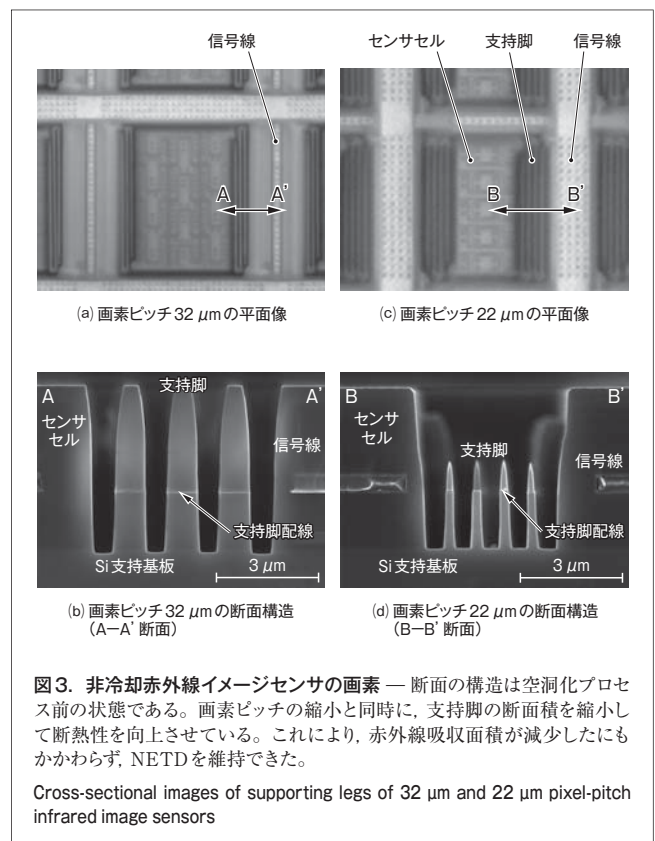 信号線
センサセル 支持脚 信号線
A A'
B B'
(a) 画素ピッチ32 μmの平面像
(c) 画素ピッチ22 μmの平面像
A 支持脚 A'
センサ
セル
信号線
支持脚配線
Si支持基板
3 μm
B B'
センサ
セル
支持脚
信号線
支持脚配線
Si支持基板
3 μm
(b) 画素ピッチ32 μmの断面構造
(A−A' 断面)
(d) 画素ピッチ22 μmの断面構造
(B−B' 断面)
図3. 非冷却赤外線イメージセンサの画素 — 断面の構造は空洞化プロセ
ス前の状態である。画素ピッチの縮小と同時に,支持脚の断面積を縮小し
て断熱性を向上させている。これにより,赤外線吸収面積が減少したにも
かかわらず,NETDを維持できた。
Cross-sectional images of supporting legs of 32 μm and 22 μm pixel-pitch
infrared image sensors